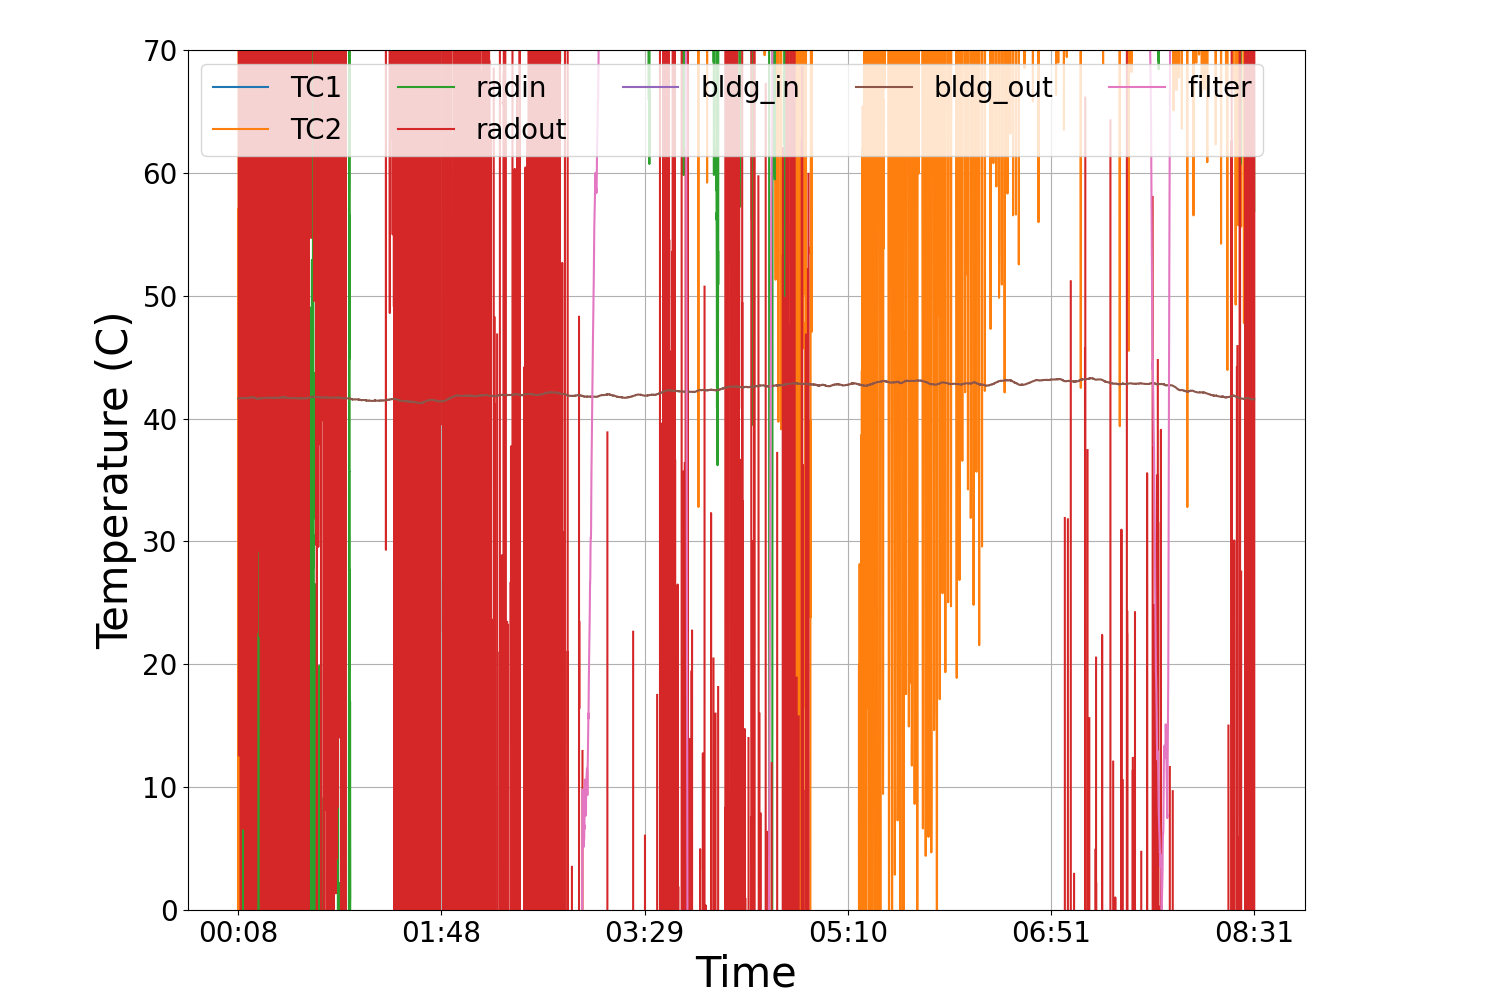 70
60
50
40
30
20
10
0
Temperature (C)
TC1
TC2
radin
radout
bldg_in
bldg_out
filter
00:08 01:48 03:29 05:10 06:51 08:31
Time